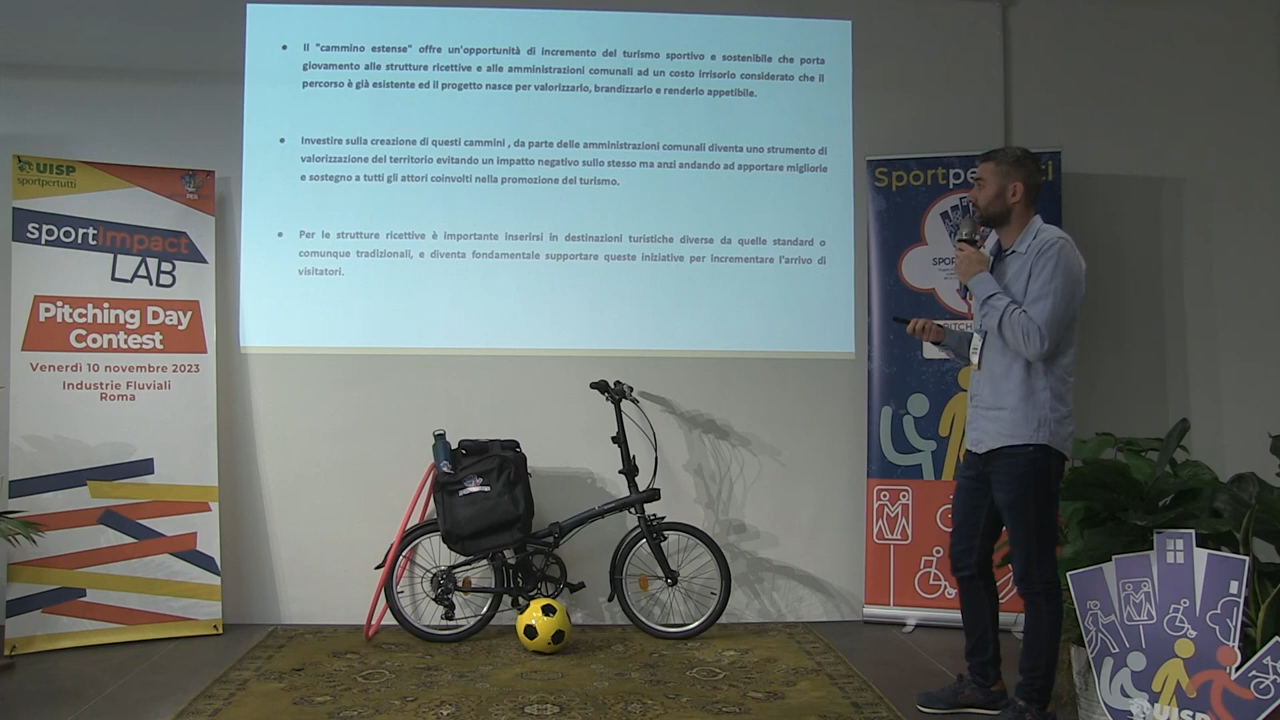 Il "cammino estense" offre un'opportunità di incremento del turismo sportivo e sostenibile che porta
giovamento alle strutture ricettive e alle amministrazioni comunali ad un costo irrisorio considerato che il
percorso è già esistente ed il progetto nasce per valorizzarlo, brandizzarlo e renderlo appetibile.
Investire sulla creazione di questi cammini , da parte delle amministrazioni comunali diventa uno strumento di
valorizzazione del territorio evitando un impatto negativo sullo stesso ma anzi andando ad apportare migliorie
e sostegno a tutti gli attori coinvolti nella promozione del turismo.
Per le strutture ricettive è importante inserirsi in destinazioni turistiche diverse da quelle standard o
comunque tradizionali, e diventa fondamentale supportare queste iniziative per incrementare l'arrivo di
visitatori.
UISP
sportpertutti
sportImpact
LAB
Pitching Day
Contest
Venerdì 10 novembre 2023
Industrie Fluviali
Roma
UISP